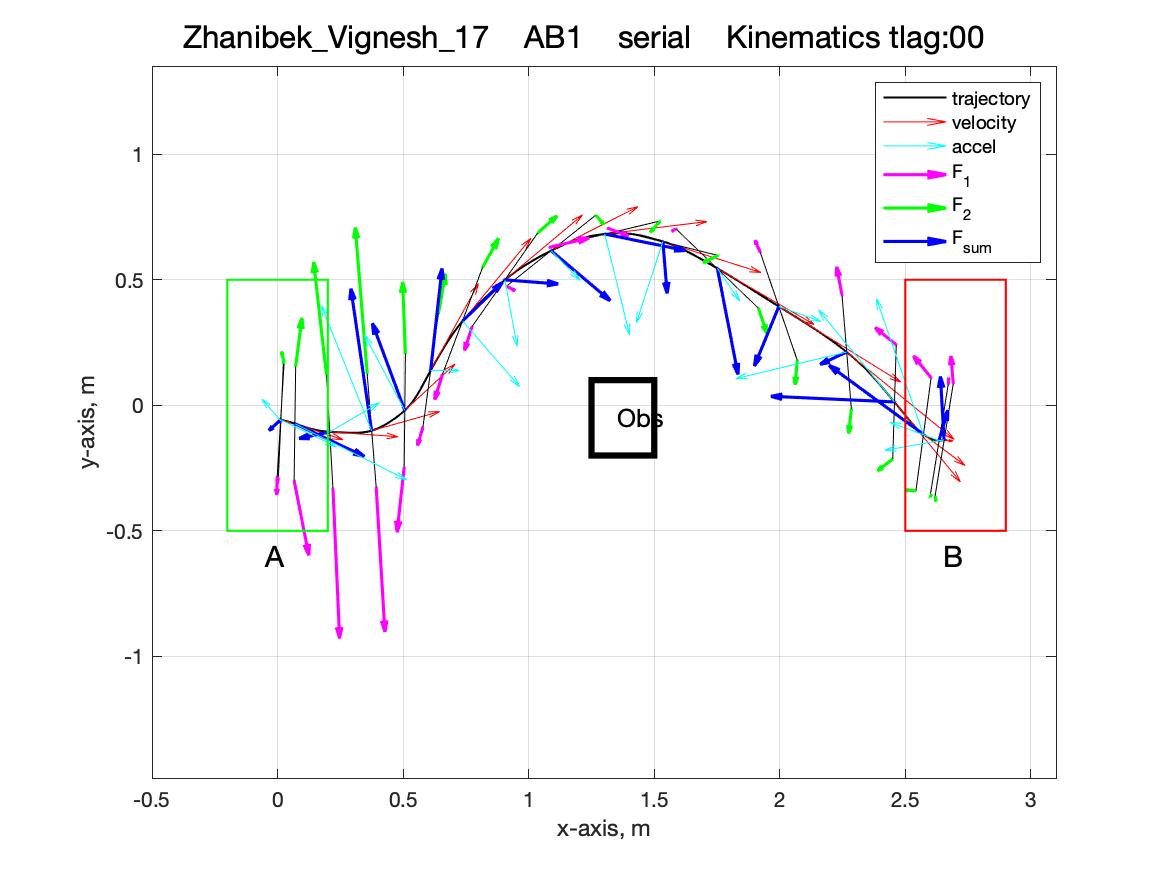 Zhanibek_Vignesh_17 AB1 serial Kinematics tlag:00
trajectory
velocity
accel
F1
F2
Fsum
1
0.5
0
-0.5
-1
y-axis, m
Obs
A
B
-0.5 0 0.5 1 1.5 2 2.5 3
x-axis, m